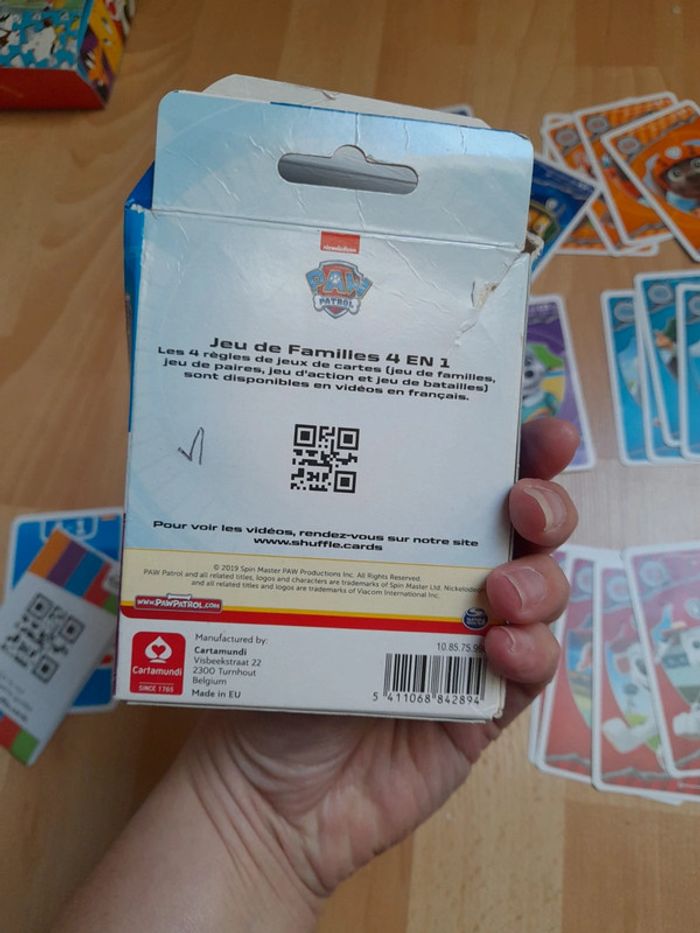 nickelodeon
PAW
PATROL
Jeu de Familles 4 EN 1
Les 4 règles de jeux de cartes (jeu de familles,
jeu de paires, jeu d'action et jeu de batailles)
sont disponibles en vidéos en français.
Pour voir les vidéos, rendez-vous sur notre site
www.shuffle.cards
© 2019 Spin Master PAW Productions Inc. All Rights Reserved.
PAW Patrol and all related titles, logos and characters are trademarks of Spin Master Ltd. Nickelodeon
and all related titles and logos are trademarks of Viacom International Inc.
www.PAWPATROL.com
Cartamundi
SINCE 1765
Manufactured by:
Cartamundi
Visbeekstraat 22
2300 Turnhout
Belgium
Made in EU
10.85.75.
5 411068 842894